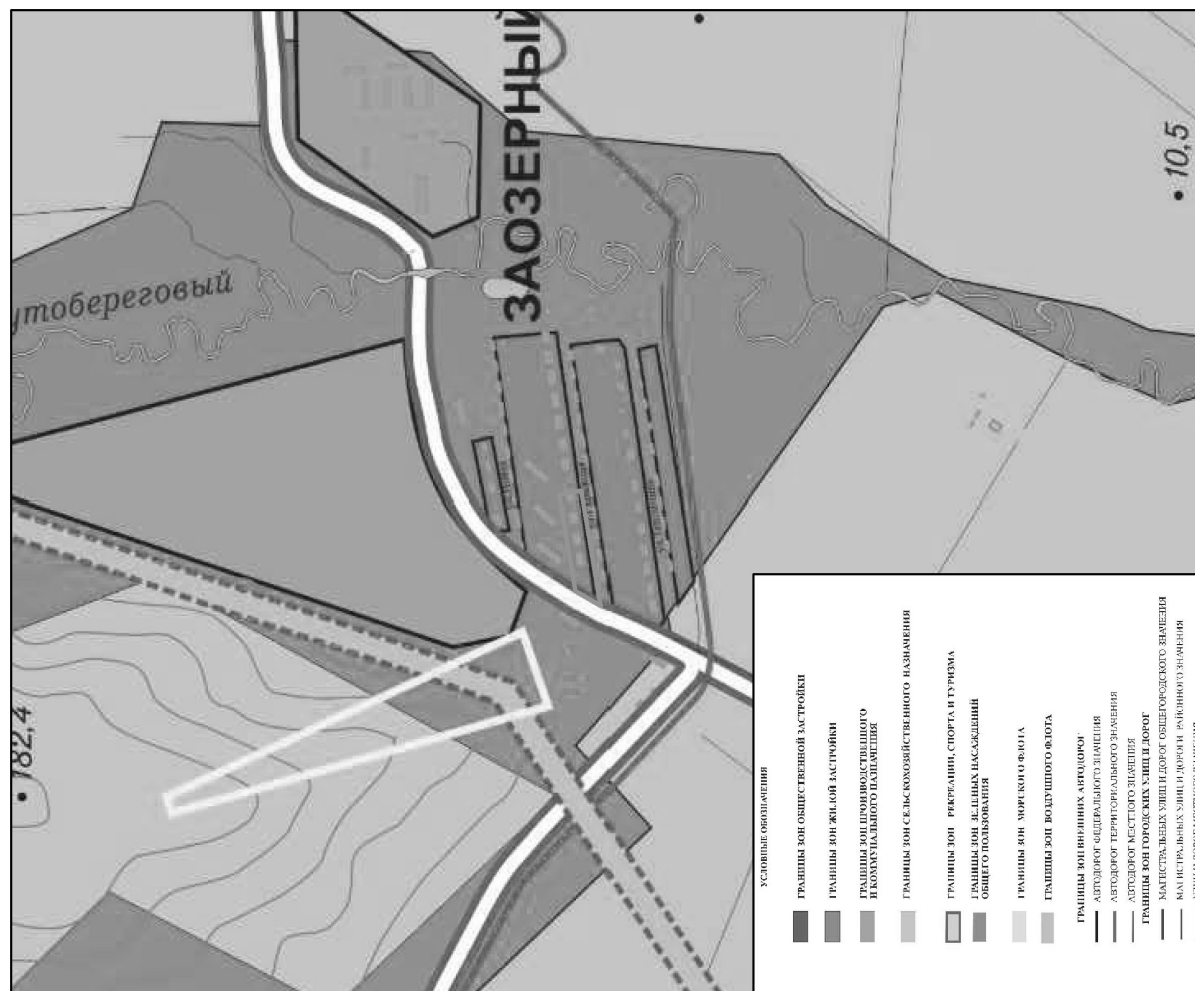 ЗАОЗЕРНЫЙ
утобереговый
182,4
10,5
УСЛОВНЫЕ ОБОЗНАЧЕНИЯ
ГРАНИЦЫ ЗОН ОБЩЕСТВЕННОЙ ЗАСТРОЙКИ
ГРАНИЦЫ ЗОН ЖИЛОЙ ЗАСТРОЙКИ
ГРАНИЦЫ ЗОН ПРОИЗВОДСТВЕННОГО
И КОММУНАЛЬНОГО НАЗНАЧЕНИЯ
ГРАНИЦЫ ЗОН СЕЛЬСКОХОЗЯЙСТВЕННОГО НАЗНАЧЕНИЯ
ГРАНИЦЫ ЗОН РЕКРЕАЦИИ, СПОРТА И ТУРИЗМА
ГРАНИЦЫ ЗОН ЗЕЛЕНЫХ НАСАЖДЕНИЙ
ОБЩЕГО ПОЛЬЗОВАНИЯ
ГРАНИЦЫ ЗОН МОРСКОГО ФЛОТА
ГРАНИЦЫ ЗОН ВОЗДУШНОГО ФЛОТА
ГРАНИЦЫ ЗОН ВНЕШНИХ АВТОДОРОГ
АВТОДОРОГ ФЕДЕРАЛЬНОГО ЗНАЧЕНИЯ
АВТОДОРОГ ТЕРРИТОРИАЛЬНОГО ЗНАЧЕНИЯ
АВТОДОРОГ МЕСТНОГО ЗНАЧЕНИЯ
ГРАНИЦЫ ЗОН ГОРОДСКИХ УЛИЦ И ДОРОГ
МАГИСТРАЛЬНЫХ УЛИЦ И ДОРОГ ОБЩЕГОРОДСКОГО ЗНАЧЕНИЯ
МАГИСТРАЛЬНЫХ УЛИЦ И ДОРОГ РАЙОННОГО ЗНАЧЕНИЯ